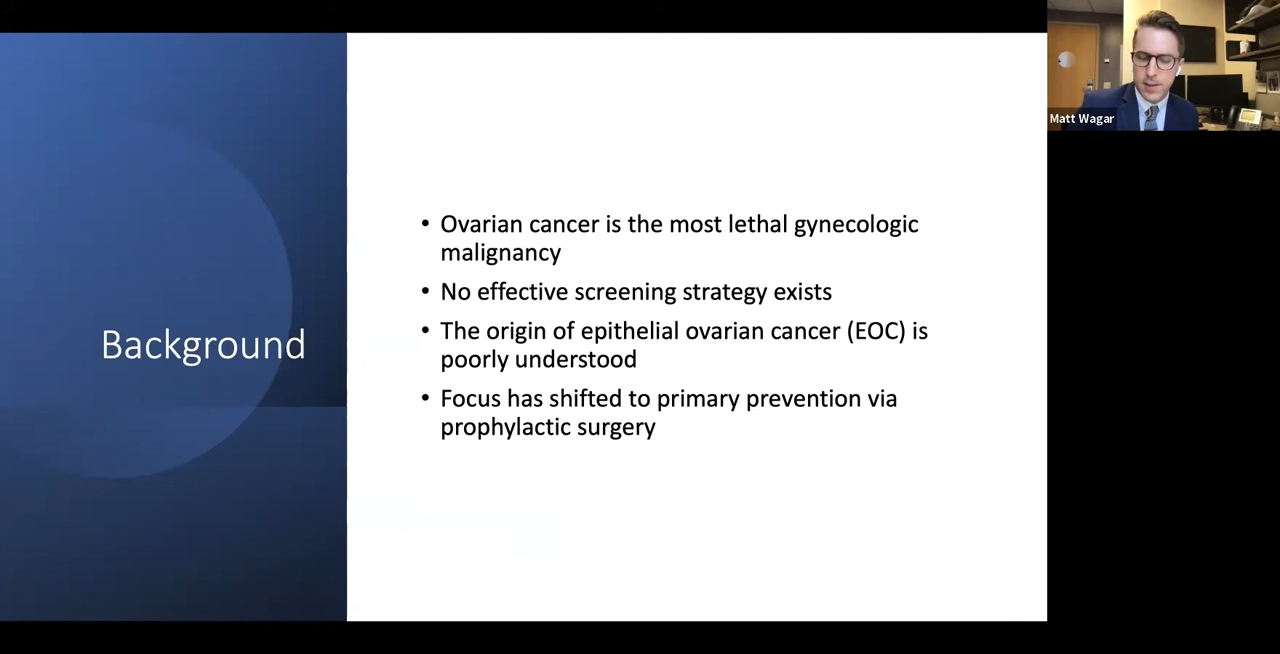 Background
• Ovarian cancer is the most lethal gynecologic
malignancy
• No effective screening strategy exists
• The origin of epithelial ovarian cancer (EOC) is
poorly understood
• Focus has shifted to primary prevention via
prophylactic surgery
Matt Wagar